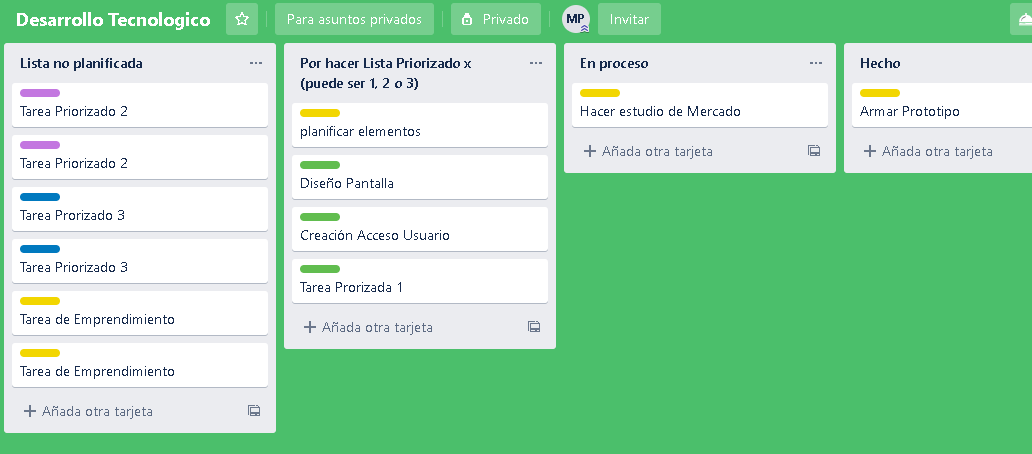 Desarrollo Tecnologico
Para asuntos privados
Privado
MP
Invitar
Lista no planificada
Tarea Priorizado 2
Tarea Priorizado 2
Tarea Prorizado 3
Tarea Priorizado 3
Tarea de Emprendimiento
Tarea de Emprendimiento
Añada otra tarjeta
Por hacer Lista Priorizado x
(puede ser 1, 2 o 3)
planificar elementos
Diseño Pantalla
Creación Acceso Usuario
Tarea Prorizada 1
Añada otra tarjeta
En proceso
Hacer estudio de Mercado
Añada otra tarjeta
Hecho
Armar Prototipo
Añada otra tarjeta